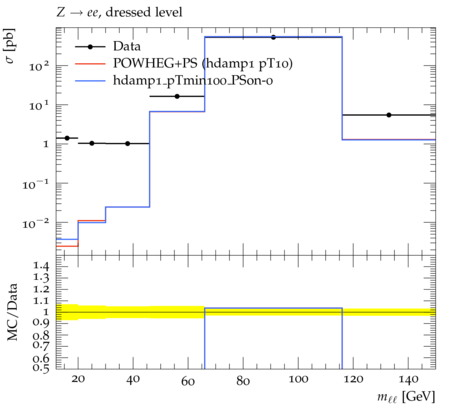 Z → ee, dressed level
σ [pb]
Data
POWHEG+PS (hdamp1 pT10)
hdamp1_pTmin100_PSon-0
10²
10¹
1
10⁻¹
10⁻²
MC/Data
1.4
1.3
1.2
1.1
1
0.9
0.8
0.7
0.6
0.5
20 40 60 80 100 120 140
mℓℓ [GeV]